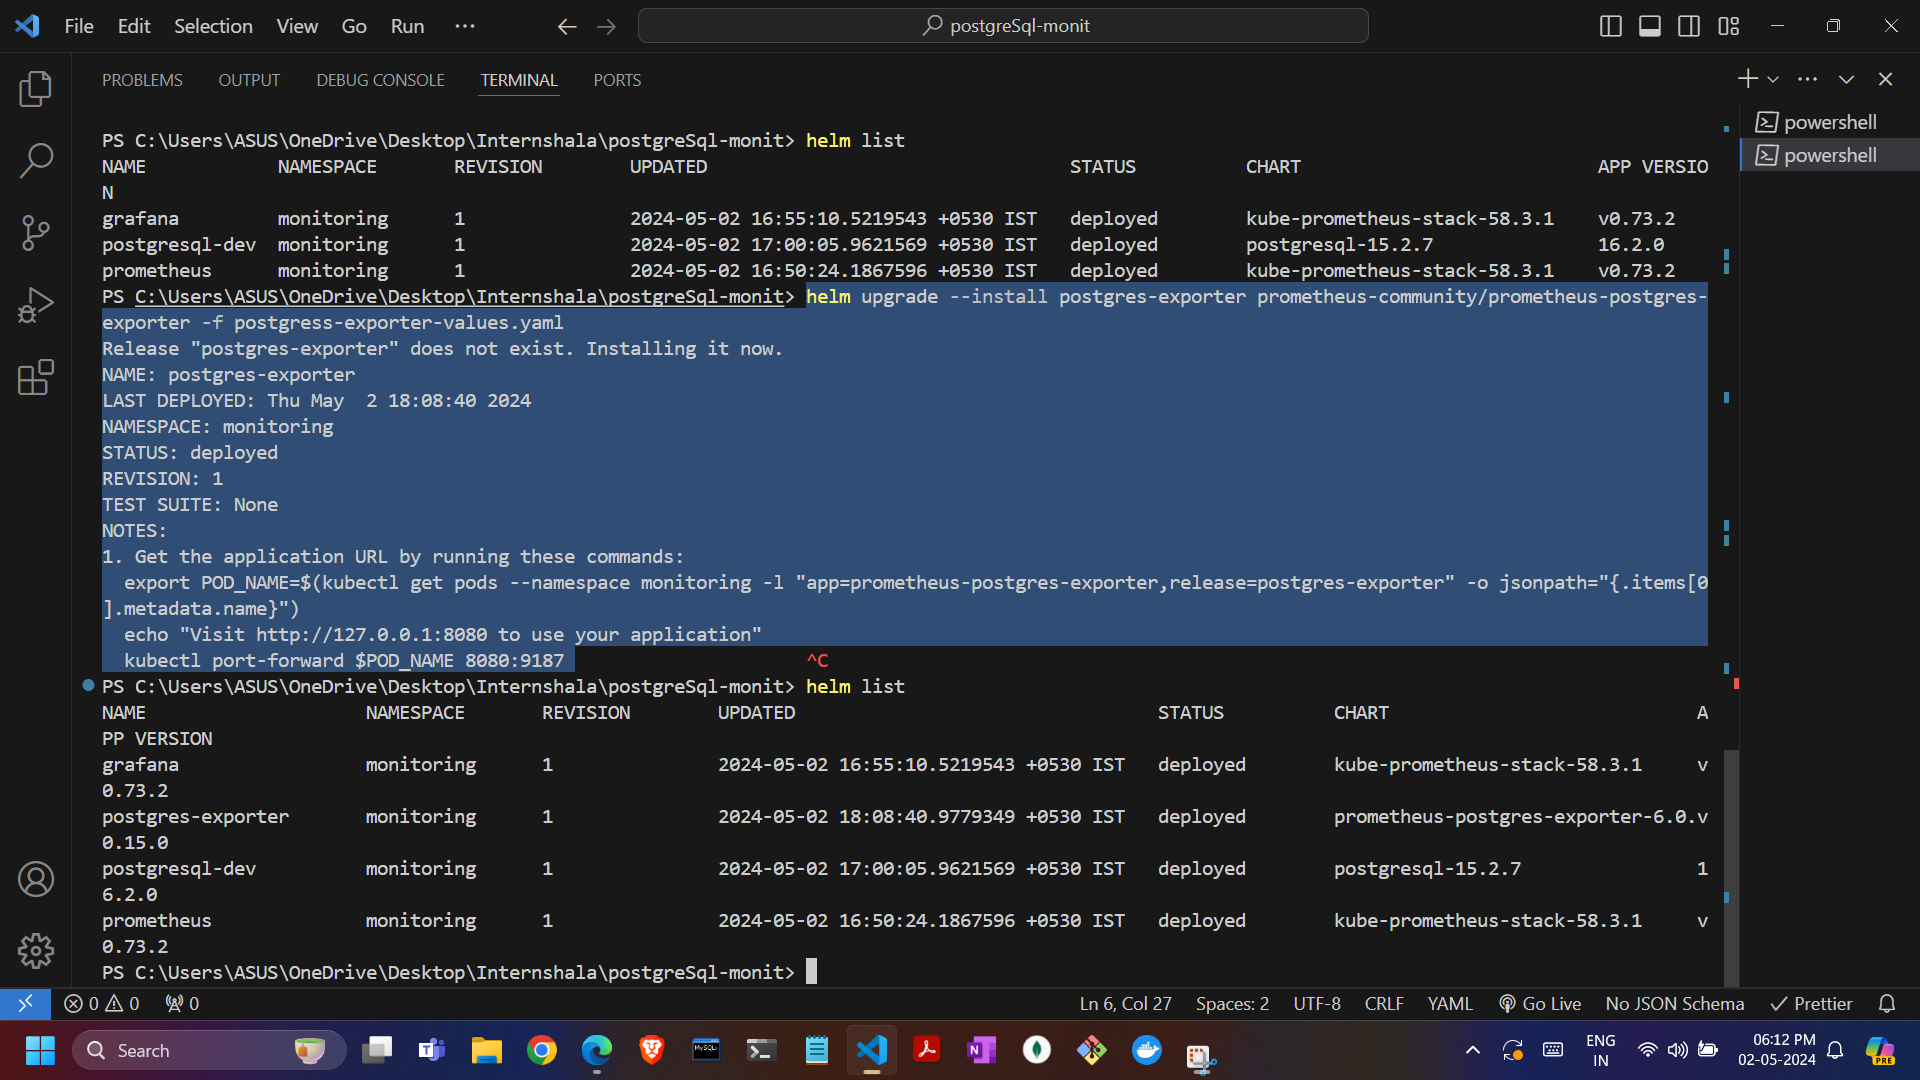 File Edit Selection View Go Run ... postgreSql-monit
PROBLEMS OUTPUT DEBUG CONSOLE TERMINAL PORTS
powershell
powershell
PS C:\Users\ASUS\OneDrive\Desktop\Internshala\postgreSql-monit> helm list
NAME NAMESPACE REVISION UPDATED STATUS CHART APP VERSIO
N
grafana monitoring 1 2024-05-02 16:55:10.5219543 +0530 IST deployed kube-prometheus-stack-58.3.1 v0.73.2
postgresql-dev monitoring 1 2024-05-02 17:00:05.9621569 +0530 IST deployed postgresql-15.2.7 16.2.0
prometheus monitoring 1 2024-05-02 16:50:24.1867596 +0530 IST deployed kube-prometheus-stack-58.3.1 v0.73.2
PS C:\Users\ASUS\OneDrive\Desktop\Internshala\postgreSql-monit> helm upgrade --install postgres-exporter prometheus-community/prometheus-postgres-
exporter -f postgress-exporter-values.yaml
Release "postgres-exporter" does not exist. Installing it now.
NAME: postgres-exporter
LAST DEPLOYED: Thu May  2 18:08:40 2024
NAMESPACE: monitoring
STATUS: deployed
REVISION: 1
TEST SUITE: None
NOTES:
1. Get the application URL by running these commands:
export POD_NAME=$(kubectl get pods --namespace monitoring -l "app=prometheus-postgres-exporter,release=postgres-exporter" -o jsonpath="{.items[0
].metadata.name}")
echo "Visit http://127.0.0.1:8080 to use your application"
kubectl port-forward $POD_NAME 8080:9187 ^C
PS C:\Users\ASUS\OneDrive\Desktop\Internshala\postgreSql-monit> helm list
NAME NAMESPACE REVISION UPDATED STATUS CHART A
PP VERSION
grafana monitoring 1 2024-05-02 16:55:10.5219543 +0530 IST deployed kube-prometheus-stack-58.3.1 v
0.73.2
postgres-exporter monitoring 1 2024-05-02 18:08:40.9779349 +0530 IST deployed prometheus-postgres-exporter-6.0.v
0.15.0
postgresql-dev monitoring 1 2024-05-02 17:00:05.9621569 +0530 IST deployed postgresql-15.2.7 1
6.2.0
prometheus monitoring 1 2024-05-02 16:50:24.1867596 +0530 IST deployed kube-prometheus-stack-58.3.1 v
0.73.2
PS C:\Users\ASUS\OneDrive\Desktop\Internshala\postgreSql-monit>
0 0 0 Ln 6, Col 27 Spaces: 2 UTF-8 CRLF YAML Go Live No JSON Schema Prettier
Search MySQL ENG 06:12 PM
IN 02-05-2024 PRE